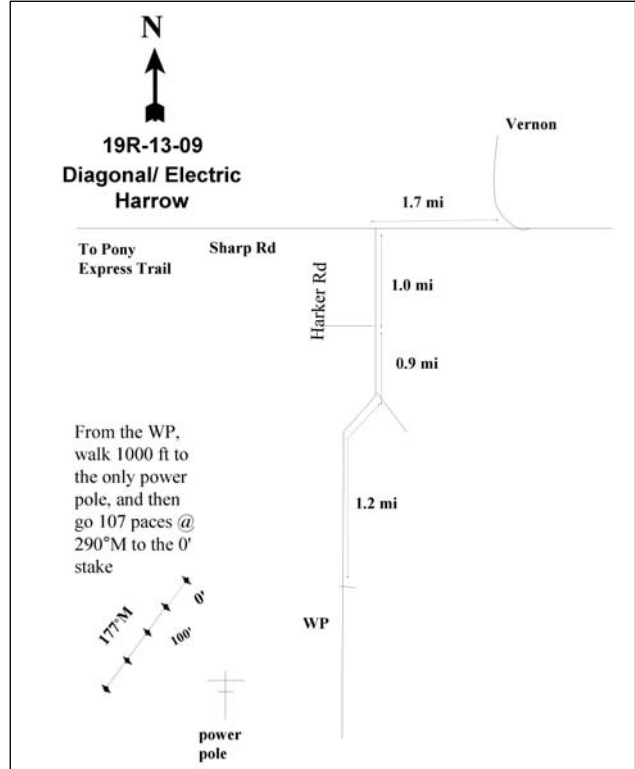 N
19R-13-09
Diagonal/ Electric
Harrow
Vernon
1.7 mi
To Pony
Express Trail
Sharp Rd
Harker Rd
1.0 mi
0.9 mi
From the WP,
walk 1000 ft to
the only power
pole, and then
go 107 paces @
290°M to the 0'
stake
1.2 mi
177°M
0'
100'
WP
power
pole